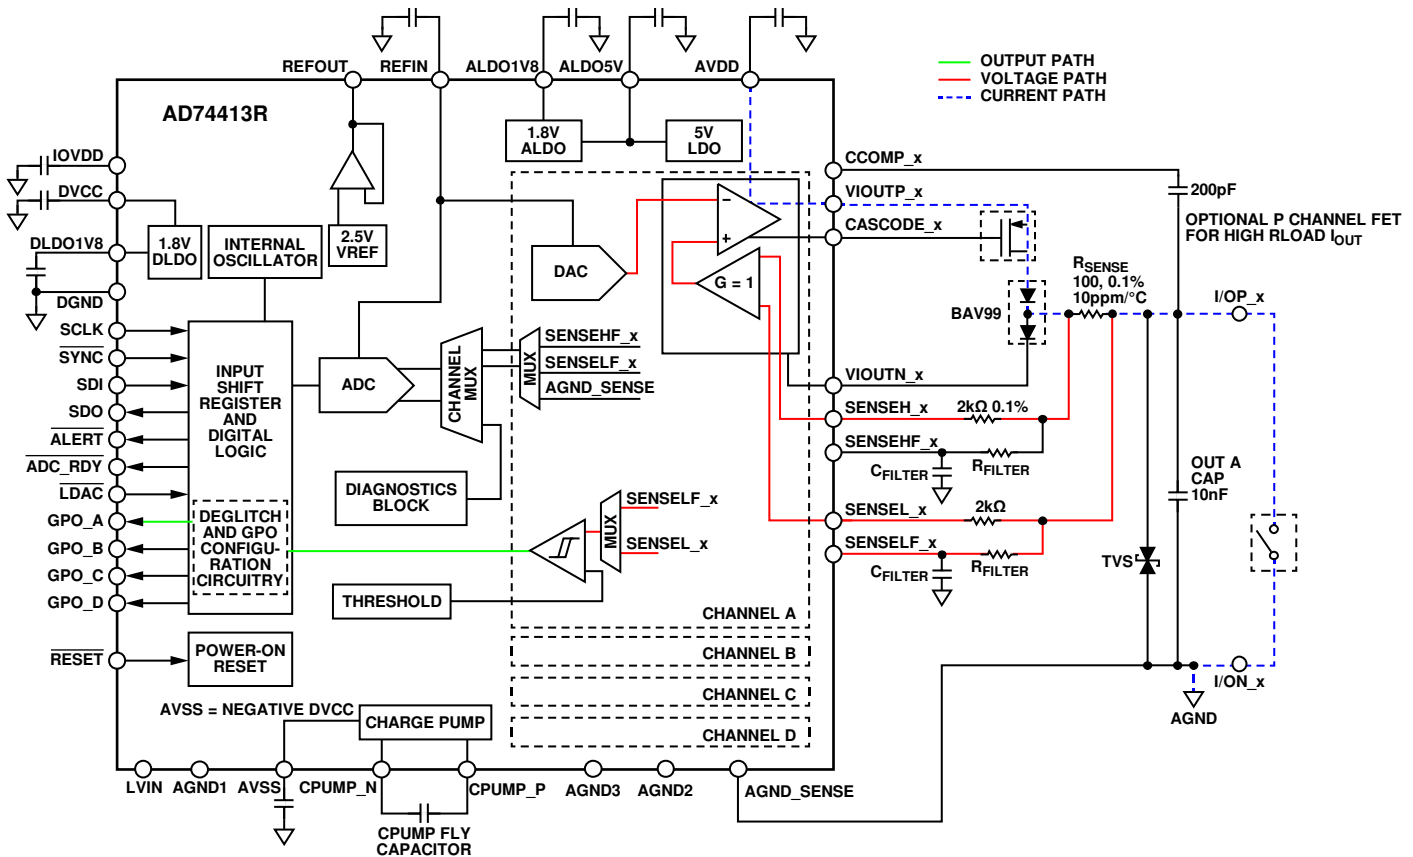 REFOUT
REFIN
ALDO1V8
ALDO5V
AVDD
OUTPUT PATH
VOLTAGE PATH
CURRENT PATH
AD74413R
IOVDD
DVCC
DLDO1V8
DGND
SCLK
SYNC
SDI
SDO
ALERT
ADC_RDY
LDAC
GPO_A
GPO_B
GPO_C
GPO_D
RESET
1.8V
DLDO
INTERNAL
OSCILLATOR
2.5V
VREF
1.8V
ALDO
5V
LDO
INPUT
SHIFT
REGISTER
AND
DIGITAL
LOGIC
DEGLITCH
AND GPO
CONFIGU-
RATION
CIRCUITRY
POWER-ON
RESET
ADC
CHANNEL
MUX
MUX
SENSEHF_x
SENSELF_x
AGND_SENSE
DAC
−
+
G = 1
DIAGNOSTICS
BLOCK
THRESHOLD
MUX
SENSELF_x
SENSEL_x
CHANNEL A
CHANNEL B
CHANNEL C
CHANNEL D
AVSS = NEGATIVE DVCC
CHARGE PUMP
LVIN
AGND1
AVSS
CPUMP_N
CPUMP_P
AGND3
AGND2
AGND_SENSE
CPUMP FLY
CAPACITOR
CCOMP_x
VIOUTP_x
CASCODE_x
VIOUTN_x
SENSEH_x
SENSEHF_x
SENSEL_x
SENSELF_x
200pF
OPTIONAL P CHANNEL FET
FOR HIGH RLOAD IOUT
RSENSE
100, 0.1%
10ppm/°C
BAV99
I/OP_x
2kΩ 0.1%
CFILTER
RFILTER
2kΩ
CFILTER
RFILTER
OUT A
CAP
10nF
TVS
I/ON_x
AGND